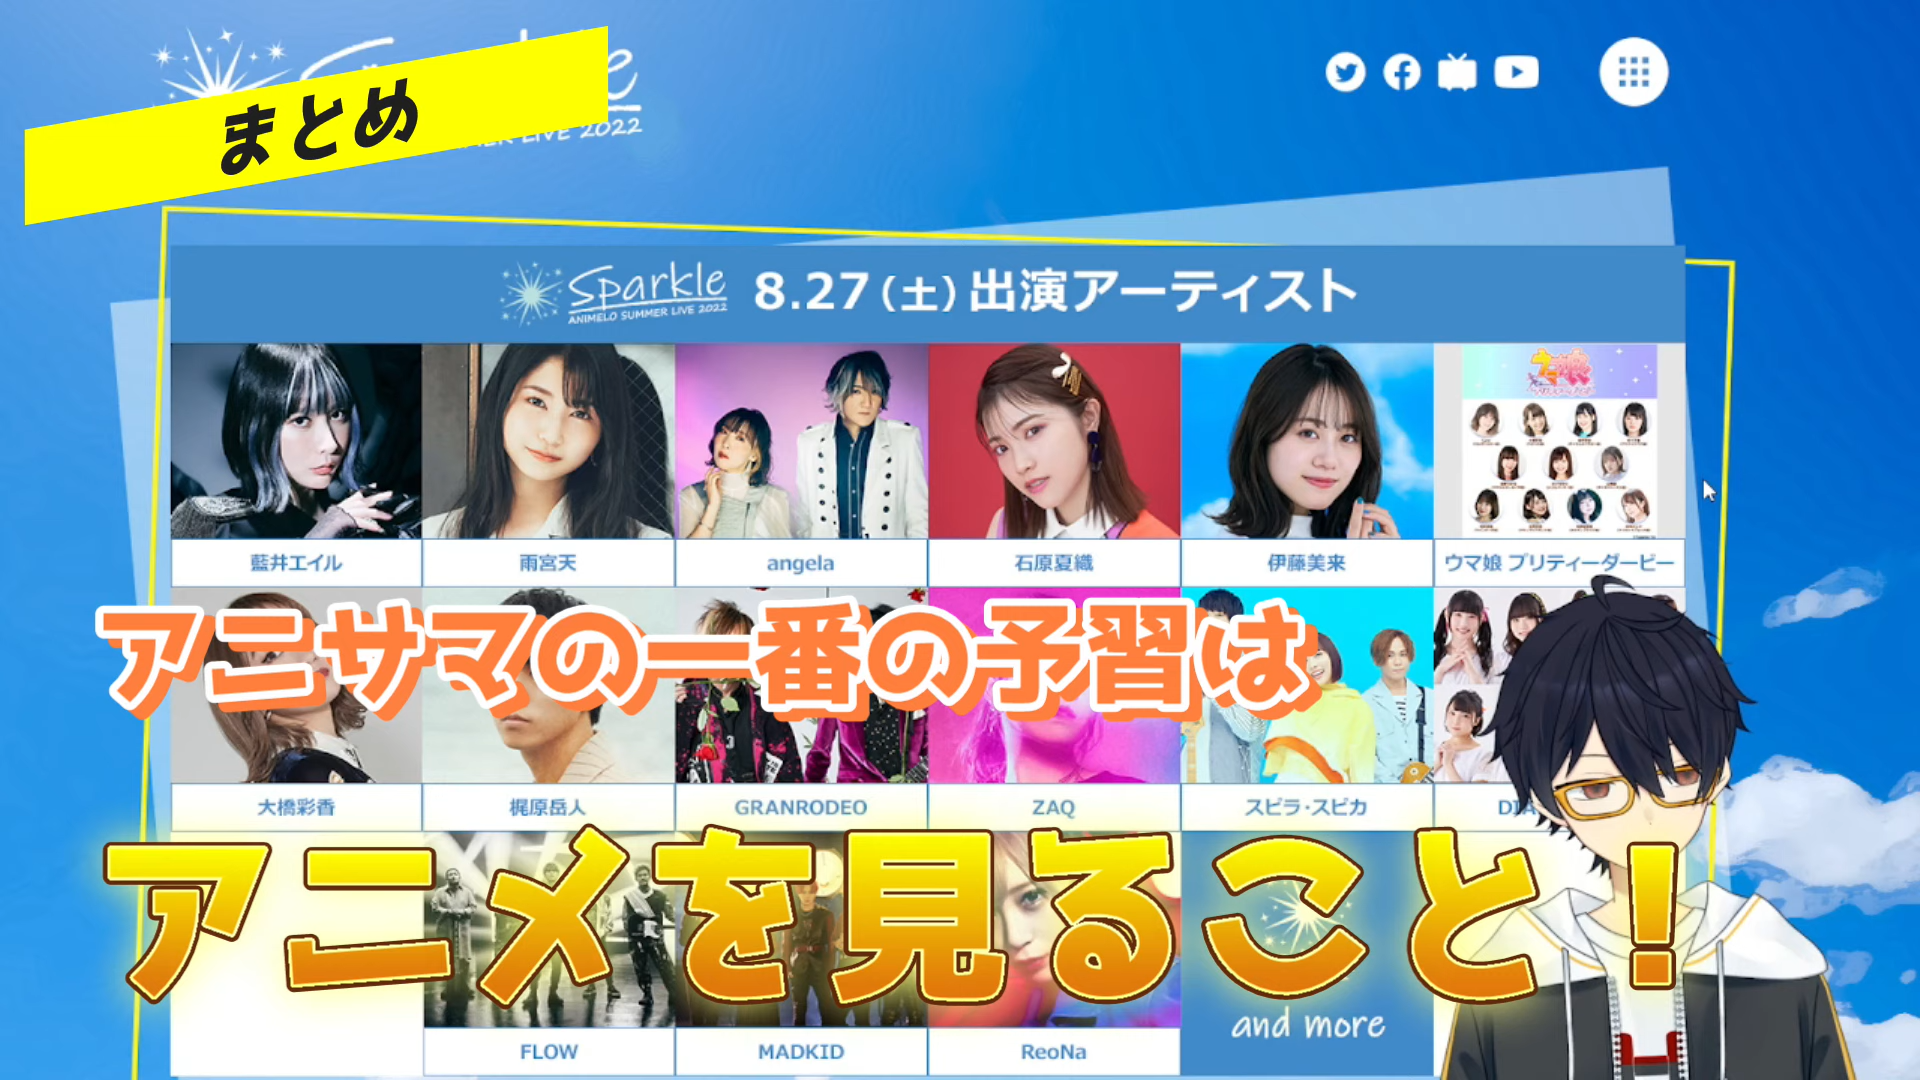 まとめ
LIVE 2022
Sparkle
ANIMELO SUMMER LIVE 2022
8.27(土)出演アーティスト
藍井エイル
雨宮天
angela
石原夏織
伊藤美来
ウマ娘 プリティーダービー
アニサマの一番の予習は
大橋彩香
梶原岳人
GRANRODEO
ZAQ
スピラ・スピカ
アニメを見ること!
and more
FLOW
MADKID
ReoNa